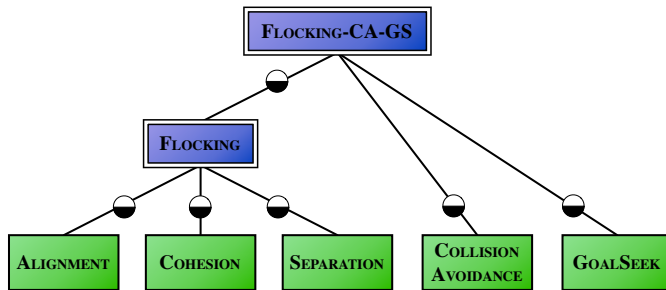 Flocking-CA-GS
Flocking
Alignment
Cohesion
Separation
Collision
Avoidance
GoalSeek